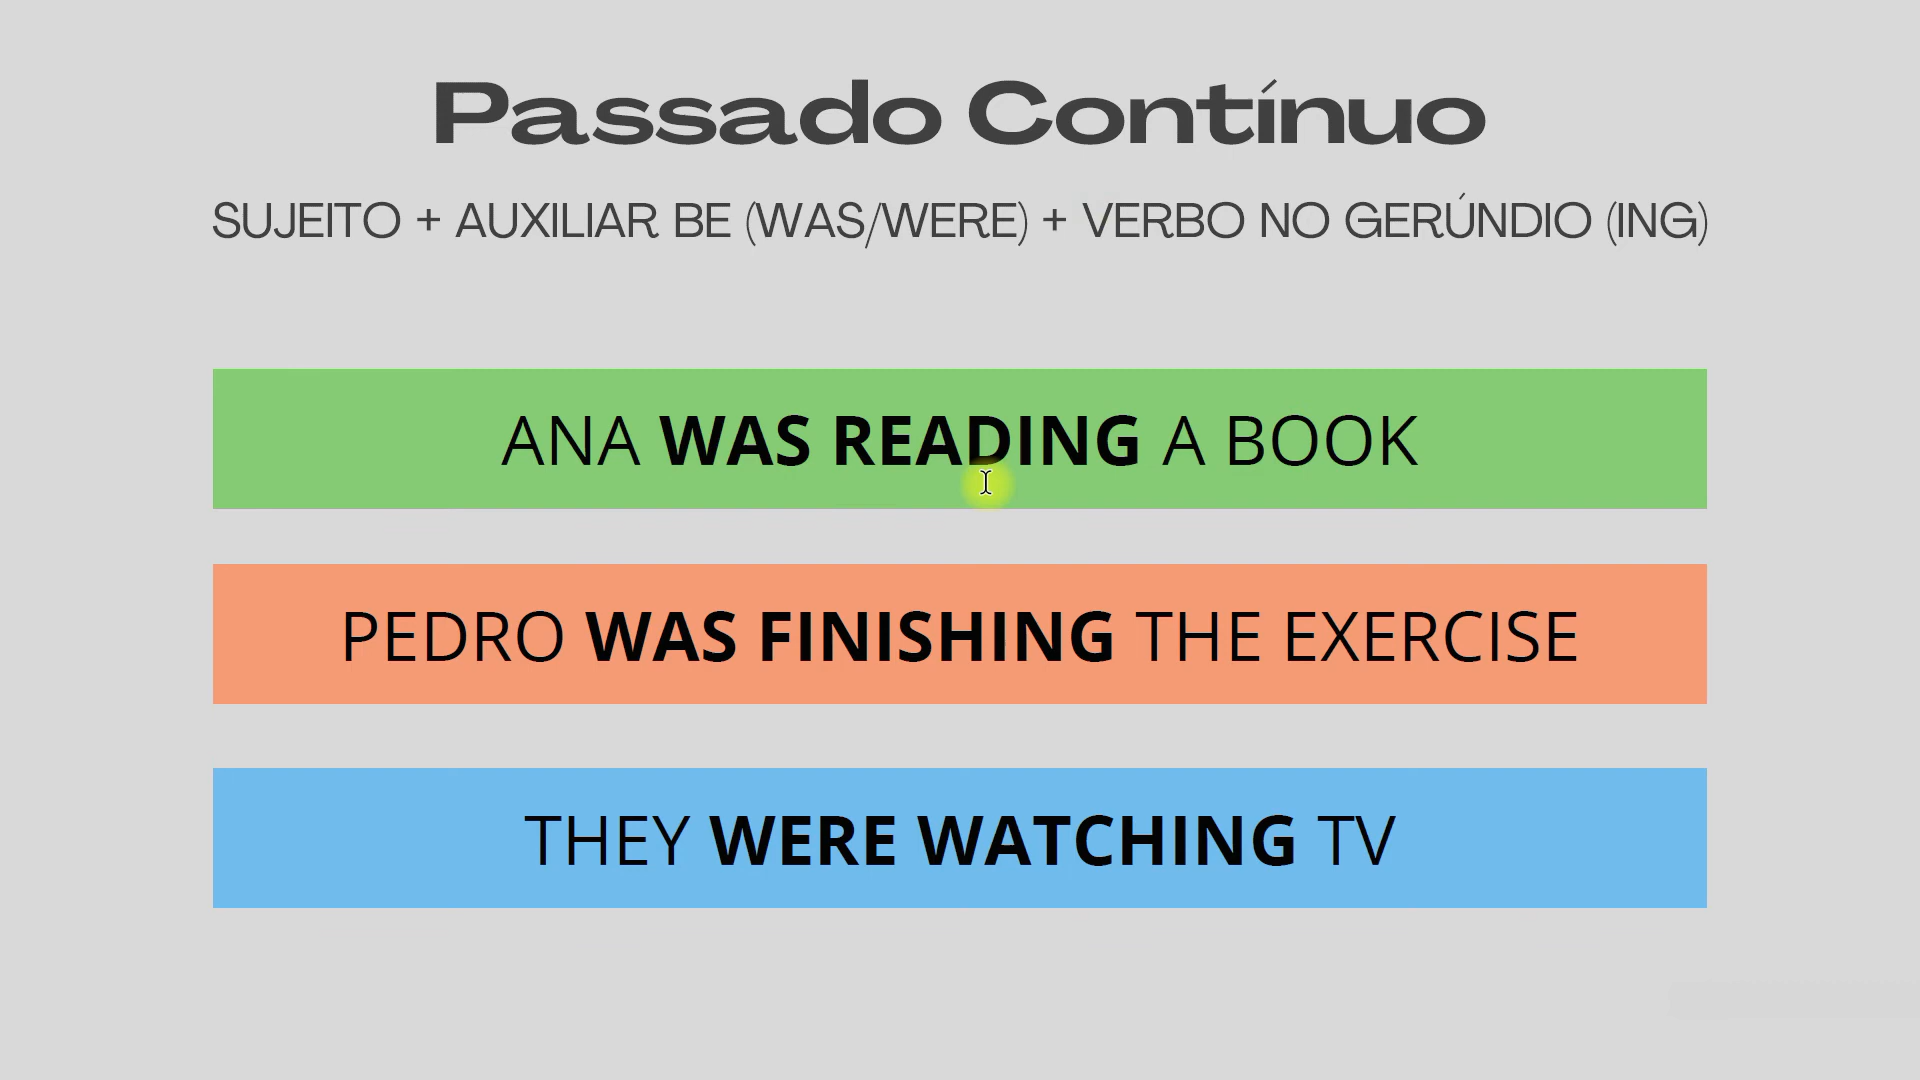 Passado Contínuo
SUJEITO + AUXILIAR BE (WAS/WERE) + VERBO NO GERÚNDIO (ING)
ANA WAS READING A BOOK
PEDRO WAS FINISHING THE EXERCISE
THEY WERE WATCHING TV